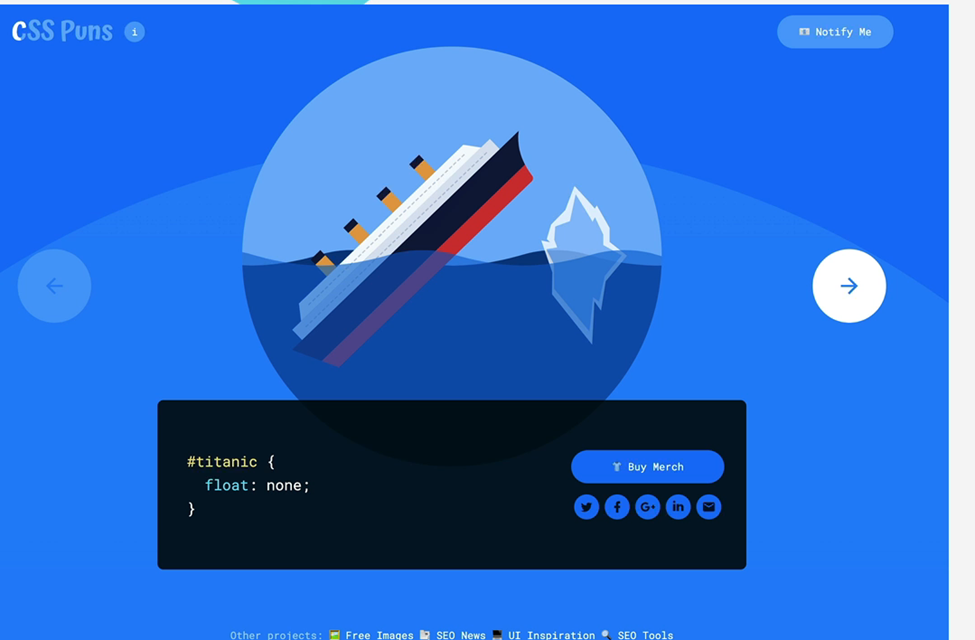 CSS Puns i
Notify Me
#titanic {
float: none;
}
Buy Merch
G+ in
Other projects: Free Images SEO News UI Inspiration SEO Tools